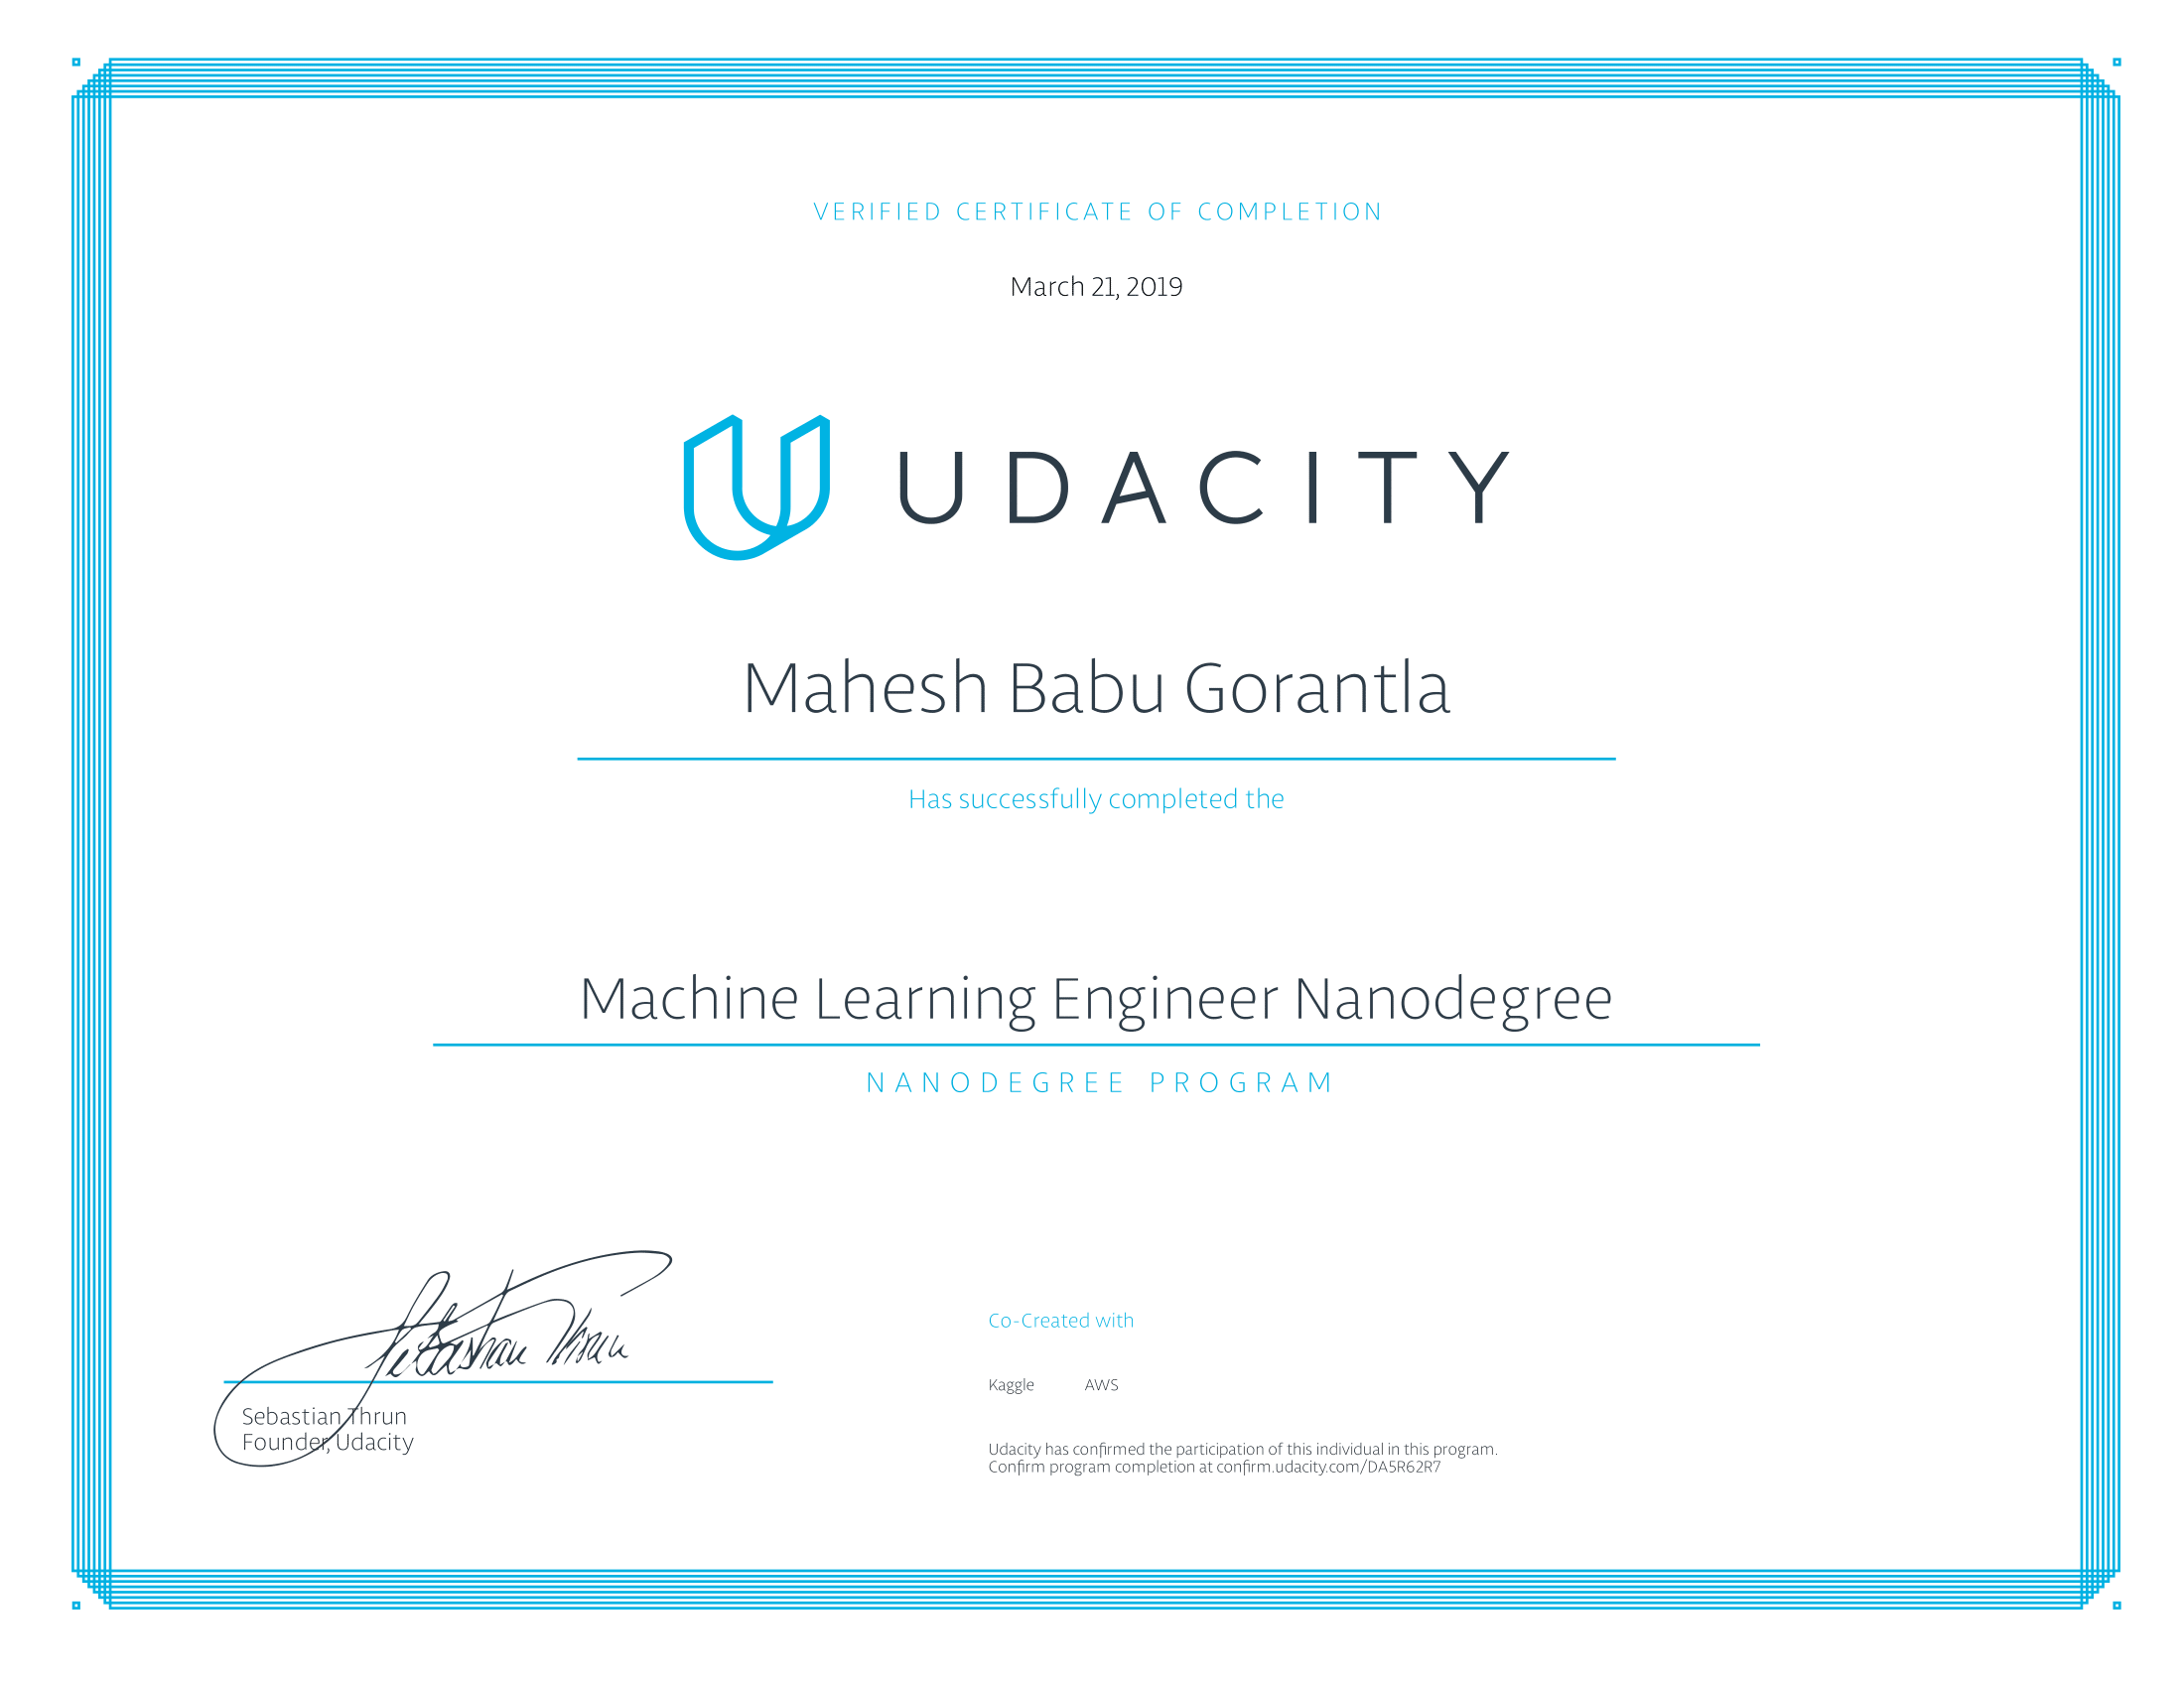 VERIFIED CERTIFICATE OF COMPLETION
March 21, 2019
UDACITY
Mahesh Babu Gorantla
Has successfully completed the
Machine Learning Engineer Nanodegree
NANODEGREE PROGRAM
Sebastian Thrun
Sebastian Thrun
Founder, Udacity
Co-Created with
Kaggle AWS
Udacity has confirmed the participation of this individual in this program.
Confirm program completion at confirm.udacity.com/DA5R62R7